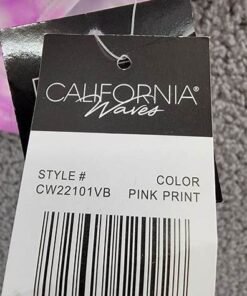 CALIFORNIA®
Waves
STYLE # COLOR
CW22101VB PINK PRINT